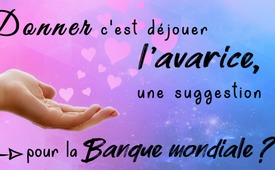 Donner c'est déjouer
l'avarice,
une suggestion
pour la Banque mondiale ?